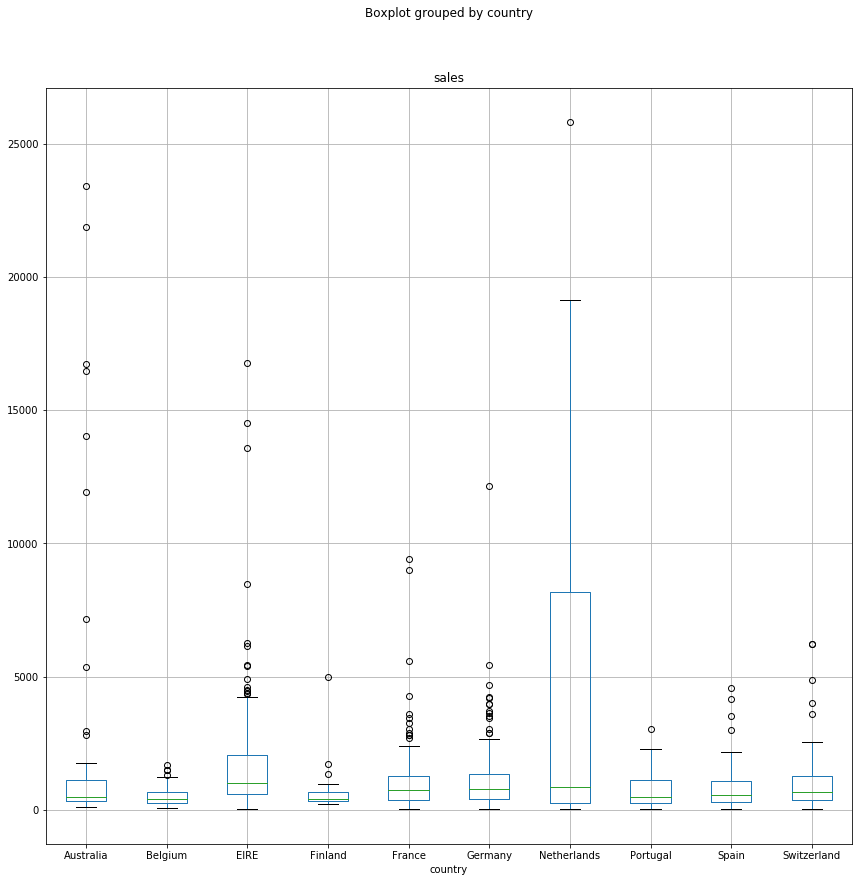 Boxplot grouped by country
sales
25000
20000
15000
10000
5000
0
Australia Belgium EIRE Finland France Germany Netherlands Portugal Spain Switzerland
country